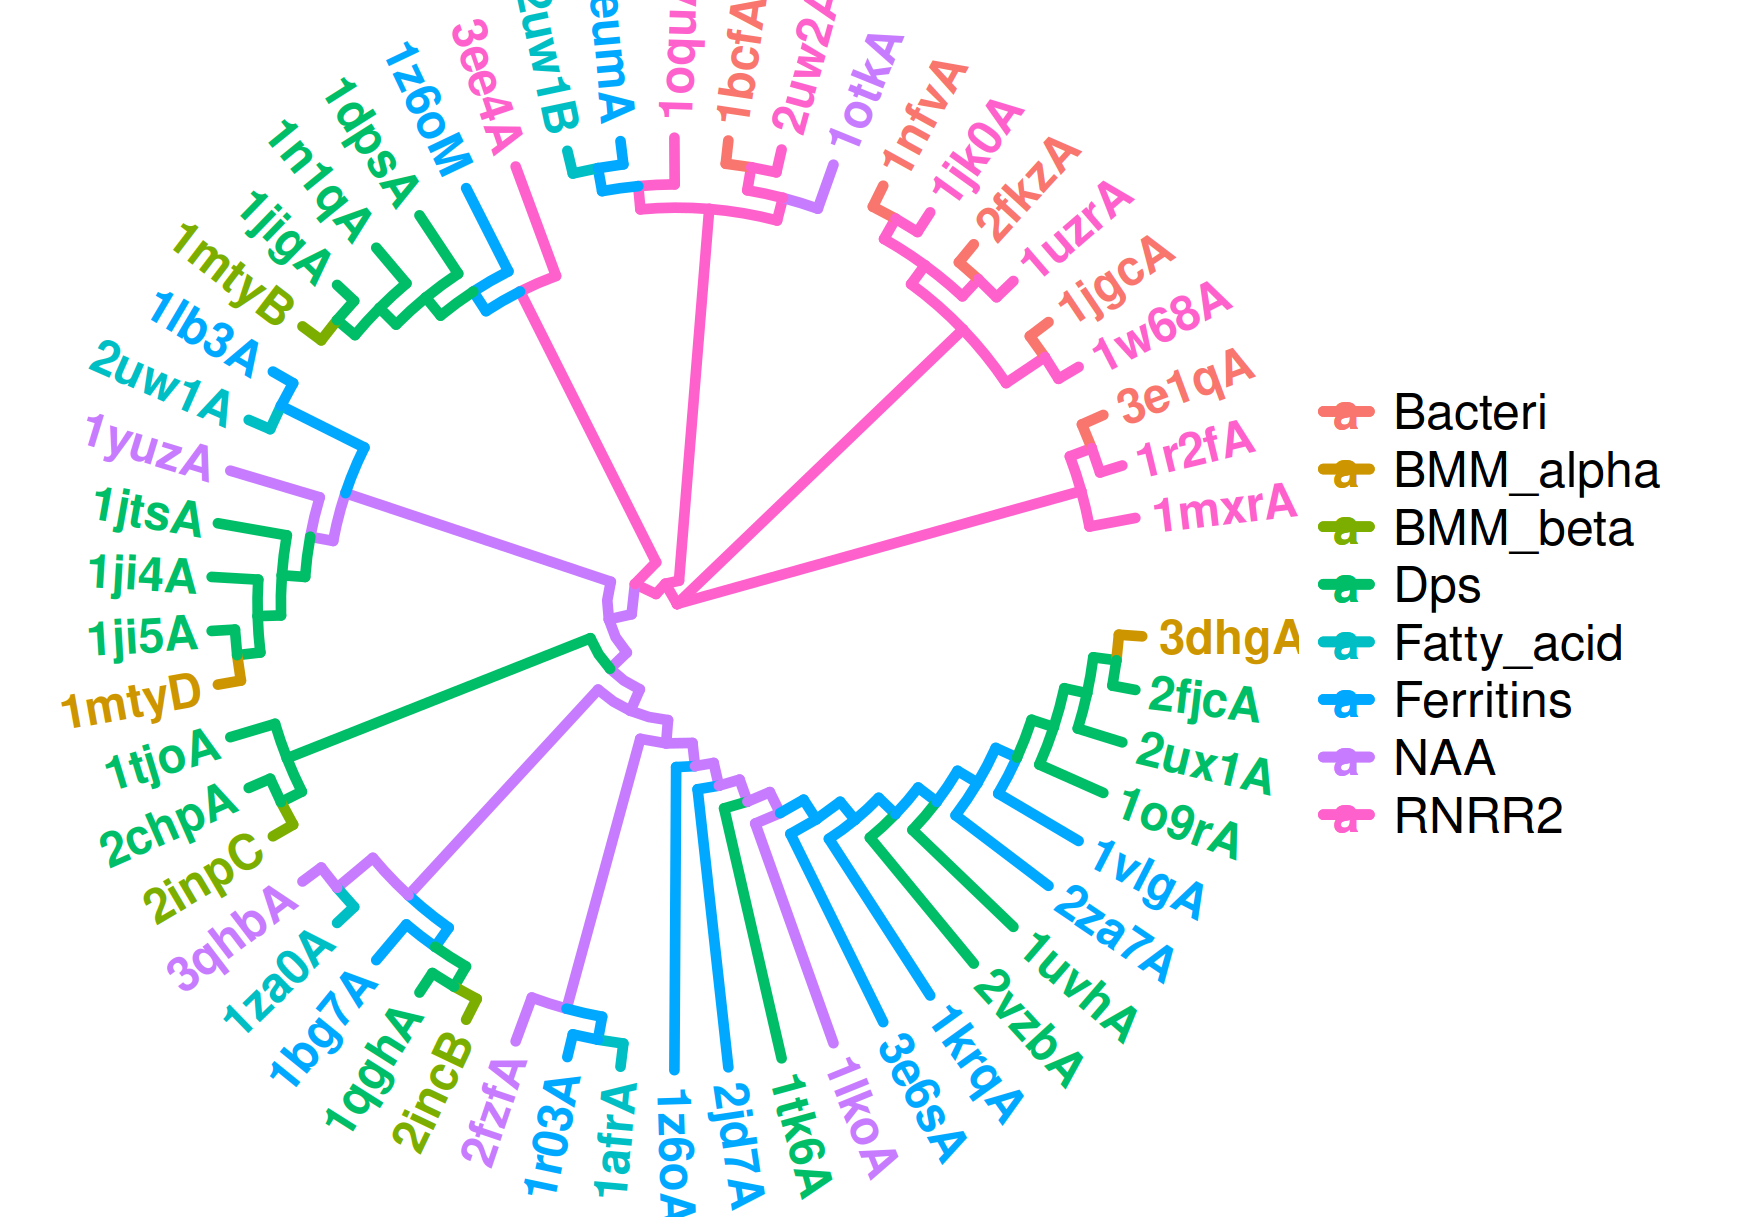 3ee4A
2uw1B
eumA
1oqu
1bcfA
2uw2A
1otkA
1nfvA
1jk0A
2fkzA
1uzrA
1jgcA
1w68A
3e1qA
1r2fA
1mxrA
1z6oM
1dpsA
1n1qA
1jigA
1mtyB
1lb3A
2uw1A
1yuzA
1jtsA
1ji4A
1ji5A
1mtyD
1tjoA
2chpA
2inpC
3qhbA
1za0A
1bg7A
1qghA
2incB
2fzfA
1r03A
1afrA
1z6oA
2jd7A
1tk6A
1lkoA
3e6sA
1krqA
2vzbA
1uvhA
2za7A
1vlgA
1o9rA
2ux1A
2fjcA
3dhgA
a Bacteri
a BMM_alpha
a BMM_beta
a Dps
a Fatty_acid
a Ferritins
a NAA
a RNRR2